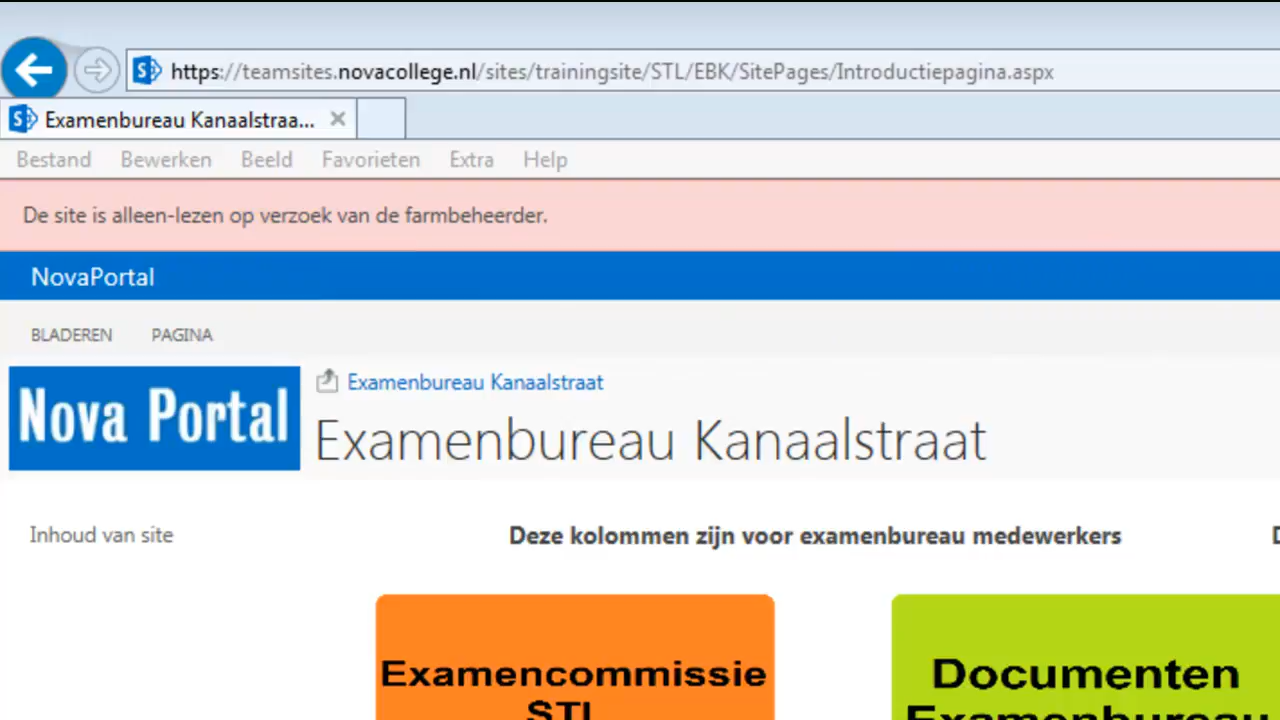 https://teamsites.novacollege.nl/sites/trainingsite/STL/EBK/SitePages/Introductiepagina.aspx
Examenbureau Kanaalstraa...
Bestand Bewerken Beeld Favorieten Extra Help
De site is alleen-lezen op verzoek van de farmbeheerder.
NovaPortal
BLADEREN PAGINA
Nova Portal
Examenbureau Kanaalstraat
Examenbureau Kanaalstraat
Inhoud van site
Deze kolommen zijn voor examenbureau medewerkers
Examencommissie
STL
Documenten
Examenbureau